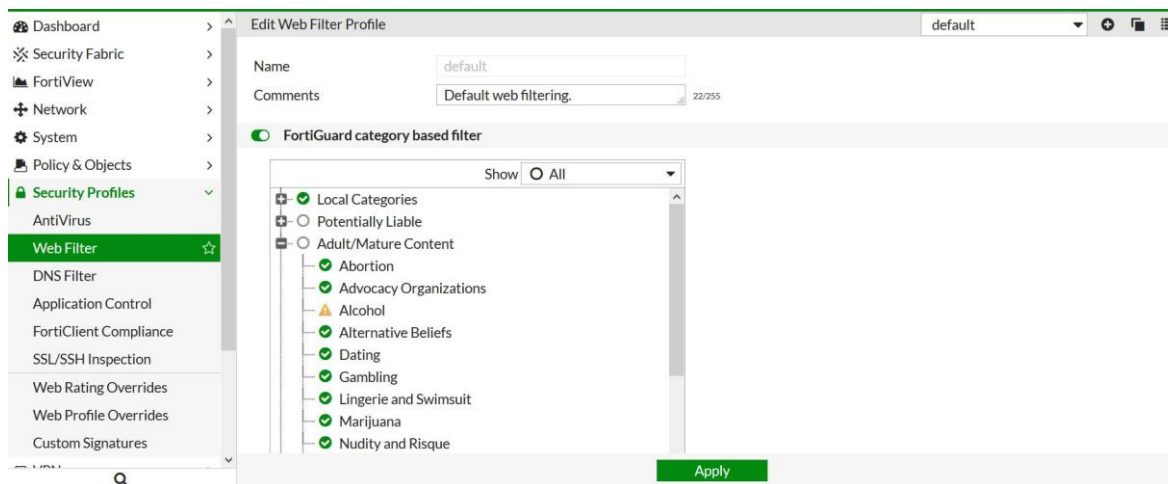 Dashboard
Security Fabric
FortiView
Network
System
Policy & Objects
Security Profiles
AntiVirus
Web Filter
DNS Filter
Application Control
FortiClient Compliance
SSL/SSH Inspection
Web Rating Overrides
Web Profile Overrides
Custom Signatures
Edit Web Filter Profile
default
Name default
Comments Default web filtering. 22/255
FortiGuard category based filter
Show All
Local Categories
Potentially Liable
Adult/Mature Content
Abortion
Advocacy Organizations
Alcohol
Alternative Beliefs
Dating
Gambling
Lingerie and Swimsuit
Marijuana
Nudity and Risque
Apply